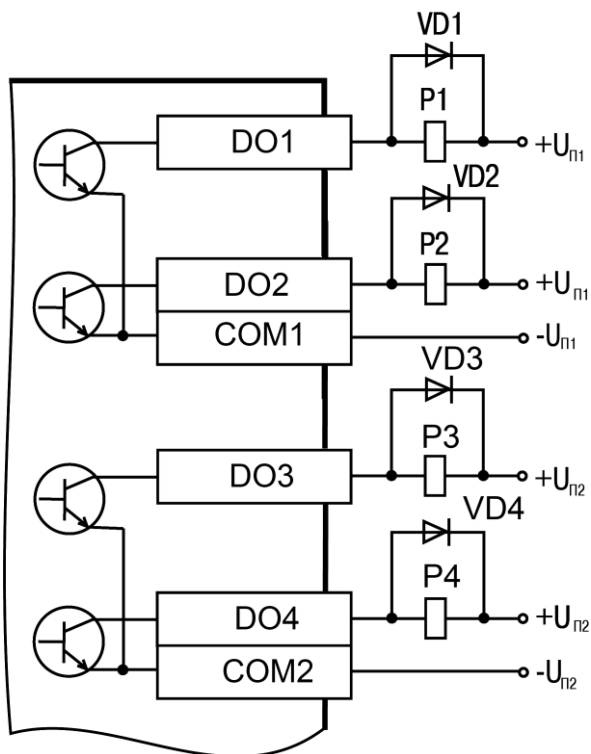 VD1
P1
DO1
+Uп1
VD2
P2
DO2
+Uп1
COM1
-Uп1
VD3
P3
DO3
+Uп2
VD4
P4
DO4
+Uп2
COM2
-Uп2